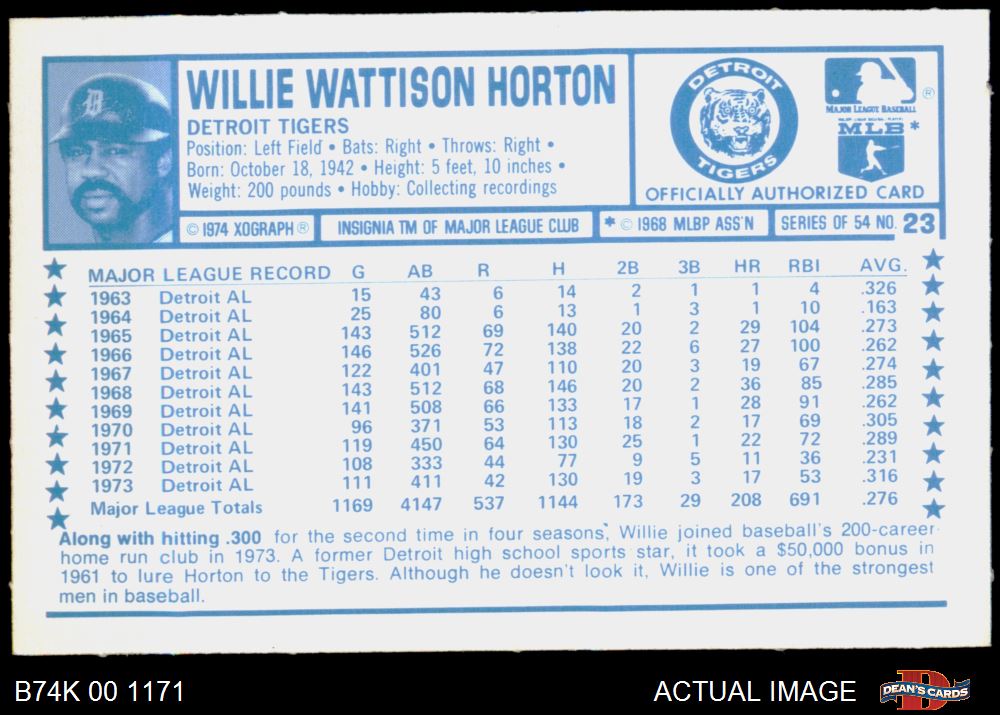 WILLIE WATTISON HORTON
DETROIT TIGERS
Position: Left Field • Bats: Right • Throws: Right •
Born: October 18, 1942 • Height: 5 feet, 10 inches •
Weight: 200 pounds • Hobby: Collecting recordings
DETROIT
TIGERS
MAJOR LEAGUE BASEBALL ®
MLB *
OFFICIALLY AUTHORIZED CARD
© 1974 XOGRAPH ® INSIGNIA TM OF MAJOR LEAGUE CLUB * © 1968 MLBP ASS'N SERIES OF 54 NO. 23
MAJOR LEAGUE RECORD G AB R H 2B 3B HR RBI AVG.
1963 Detroit AL 15 43 6 14 2 1 1 4 .326
1964 Detroit AL 25 80 6 13 1 3 1 10 .163
1965 Detroit AL 143 512 69 140 20 2 29 104 .273
1966 Detroit AL 146 526 72 138 22 6 27 100 .262
1967 Detroit AL 122 401 47 110 20 3 19 67 .274
1968 Detroit AL 143 512 68 146 20 2 36 85 .285
1969 Detroit AL 141 508 66 133 17 1 28 91 .262
1970 Detroit AL 96 371 53 113 18 2 17 69 .305
1971 Detroit AL 119 450 64 130 25 1 22 72 .289
1972 Detroit AL 108 333 44 77 9 5 11 36 .231
1973 Detroit AL 111 411 42 130 19 3 17 53 .316
Major League Totals 1169 4147 537 1144 173 29 208 691 .276
Along with hitting .300 for the second time in four seasons, Willie joined baseball's 200-career
home run club in 1973. A former Detroit high school sports star, it took a $50,000 bonus in
1961 to lure Horton to the Tigers. Although he doesn't look it, Willie is one of the strongest
men in baseball.
B74K 00 1171 ACTUAL IMAGE DEAN'S CARDS